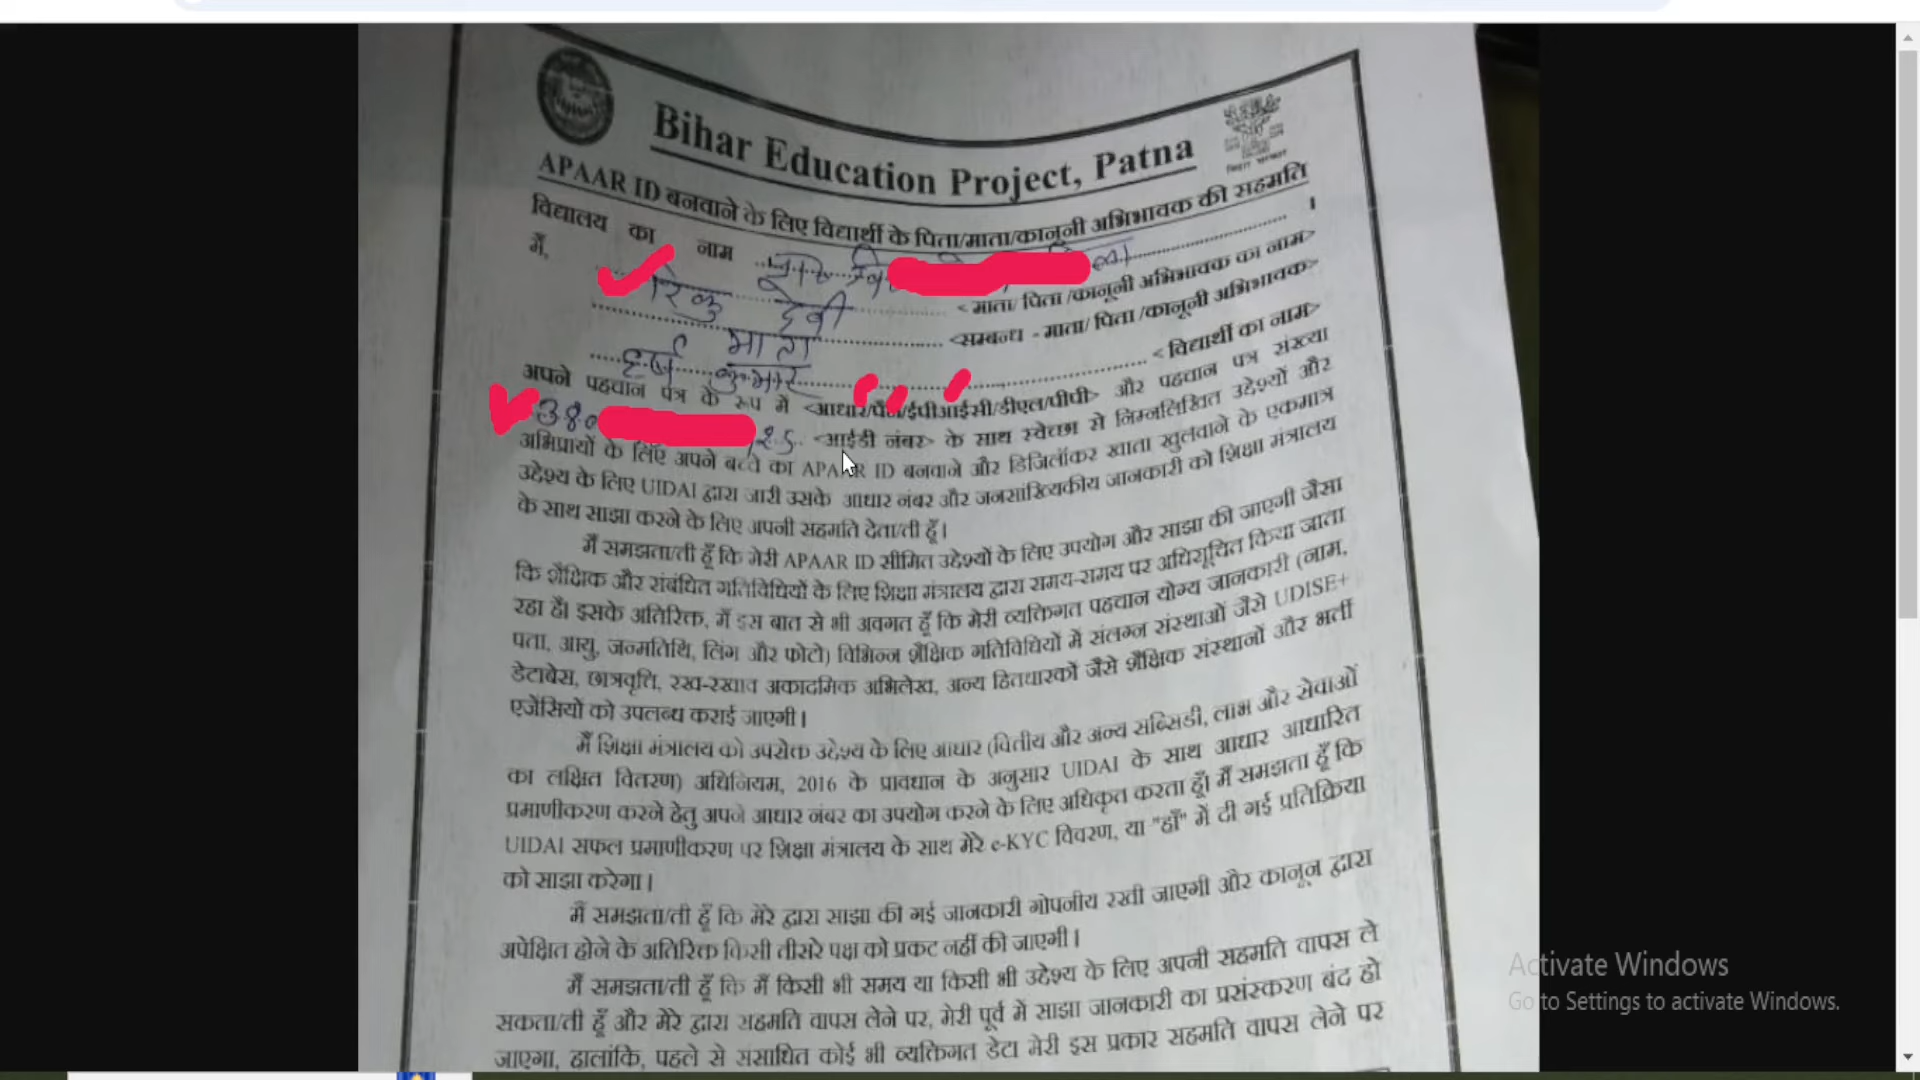 Bihar Education Project, Patna
बिहार सरकार
APAAR ID बनवाने के लिए विद्यार्थी के पिता/माता/कानूनी अभिभावक की सहमति
विद्यालय का नाम ।
मैं, रिंकु देवी <माता/ पिता /कानूनी अभिभावक का नाम>
माता <सम्बन्ध - माता/ पिता /कानूनी अभिभावक>
हर्ष कुमार <विद्यार्थी का नाम>
अपने पहचान पत्र के रूप में <आधार/पैन/ईपीआईसी/डीएल/पीपी> और पहचान पत्र संख्या
380 25 <आईडी नंबर> के साथ स्वेच्छा से निम्नलिखित उद्देश्यों और
अभिप्रायों के लिए अपने बच्चे का APAAR ID बनवाने और डिजिलॉकर खाता खुलवाने के एकमात्र
उद्देश्य के लिए UIDAI द्वारा जारी उसके आधार नंबर और जनसांख्यिकीय जानकारी को शिक्षा मंत्रालय
के साथ साझा करने के लिए अपनी सहमति देता/ती हूँ।
मैं समझता/ती हूँ कि मेरी APAAR ID सीमित उद्देश्यों के लिए उपयोग और साझा की जाएगी जैसा
कि शैक्षिक और संबंधित गतिविधियों के लिए शिक्षा मंत्रालय द्वारा समय-समय पर अधिसूचित किया जाता
रहा है। इसके अतिरिक्त, मैं इस बात से भी अवगत हूँ कि मेरी व्यक्तिगत पहचान योग्य जानकारी (नाम,
पता, आयु, जन्मतिथि, लिंग और फोटो) विभिन्न शैक्षिक गतिविधियों में संलग्न संस्थाओं जैसे UDISE+
डेटाबेस, छात्रवृत्ति, रख-रखाव अकादमिक अभिलेख, अन्य हितधारकों जैसे शैक्षिक संस्थानों और भर्ती
एजेंसियों को उपलब्ध कराई जाएगी।
मैं शिक्षा मंत्रालय को उपरोक्त उद्देश्य के लिए आधार (वित्तीय और अन्य सब्सिडी, लाभ और सेवाओं
का लक्षित वितरण) अधिनियम, 2016 के प्रावधान के अनुसार UIDAI के साथ आधार आधारित
प्रमाणीकरण करने हेतु अपने आधार नंबर का उपयोग करने के लिए अधिकृत करता हूँ। मैं समझता हूँ कि
UIDAI सफल प्रमाणीकरण पर शिक्षा मंत्रालय के साथ मेरे e-KYC विवरण, या "हाँ" में दी गई प्रतिक्रिया
को साझा करेगा।
मैं समझता/ती हूँ कि मेरे द्वारा साझा की गई जानकारी गोपनीय रखी जाएगी और कानून द्वारा
अपेक्षित होने के अतिरिक्त किसी तीसरे पक्ष को प्रकट नहीं की जाएगी।
मैं समझता/ती हूँ कि मैं किसी भी समय या किसी भी उद्देश्य के लिए अपनी सहमति वापस ले
सकता/ती हूँ और मेरे द्वारा सहमति वापस लेने पर, मेरी पूर्व में साझा जानकारी का प्रसंस्करण बंद हो
जाएगा, हालांकि, पहले से संसाधित कोई भी व्यक्तिगत डेटा मेरी इस प्रकार सहमति वापस लेने पर
Activate Windows
Go to Settings to activate Windows.